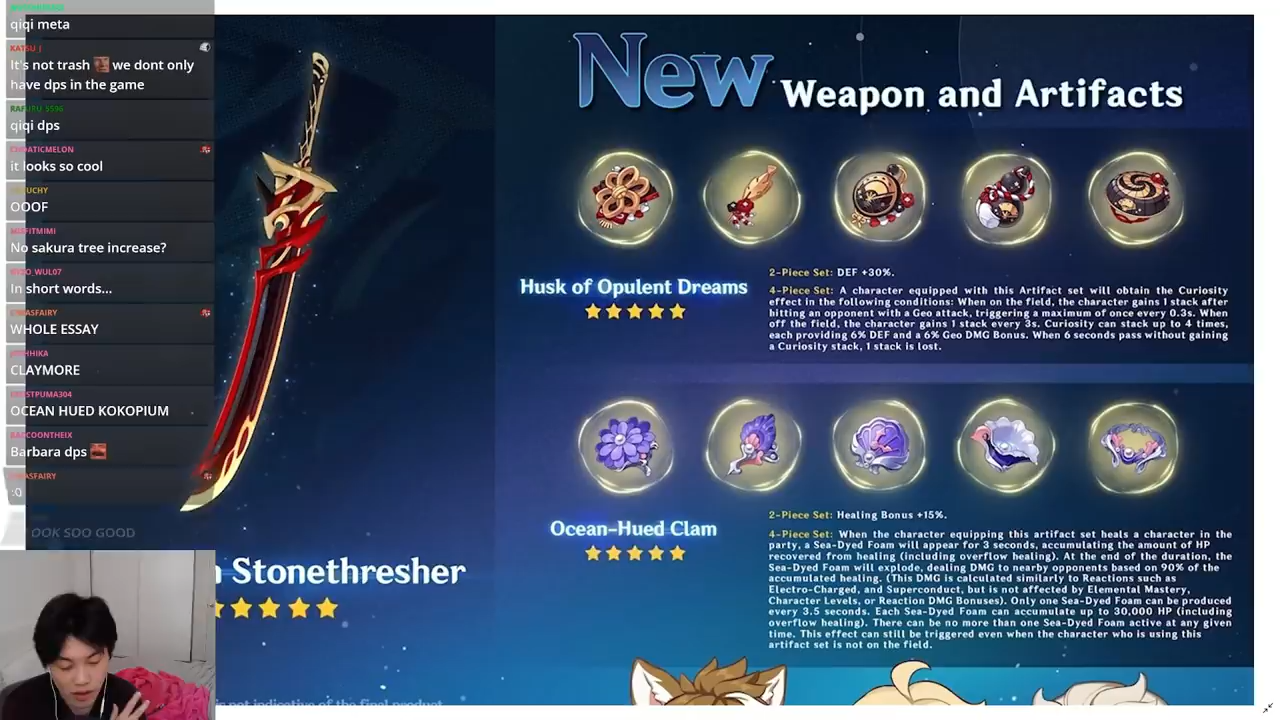 qiqi meta
KATSU_J
It's not trash we dont only
have dps in the game
qiqi dps
it looks so cool
OOOF
No sakura tree increase?
In short words...
WHOLE ESSAY
CLAYMORE
OCEAN HUED KOKOPIUM
Barbara dps
:0
OOK SOO GOOD
Stonethresher
is not indicative of the final product
New Weapon and Artifacts
Husk of Opulent Dreams
2-Piece Set: DEF +30%.
4-Piece Set: A character equipped with this Artifact set will obtain the Curiosity
effect in the following conditions: When on the field, the character gains 1 stack after
hitting an opponent with a Geo attack, triggering a maximum of once every 0.3s. When
off the field, the character gains 1 stack every 3s. Curiosity can stack up to 4 times,
each providing 6% DEF and a 6% Geo DMG Bonus. When 6 seconds pass without gaining
a Curiosity stack, 1 stack is lost.
Ocean-Hued Clam
2-Piece Set: Healing Bonus +15%.
4-Piece Set: When the character equipping this artifact set heals a character in the
party, a Sea-Dyed Foam will appear for 3 seconds, accumulating the amount of HP
recovered from healing (including overflow healing). At the end of the duration, the
Sea-Dyed Foam will explode, dealing DMG to nearby opponents based on 90% of the
accumulated healing. (This DMG is calculated similarly to Reactions such as
Electro-Charged, and Superconduct, but is not affected by Elemental Mastery,
Character Levels, or Reaction DMG Bonuses). Only one Sea-Dyed Foam can be produced
every 3.5 seconds. Each Sea-Dyed Foam can accumulate up to 30,000 HP (including
overflow healing). There can be no more than one Sea-Dyed Foam active at any given
time. This effect can still be triggered even when the character who is using this
artifact set is not on the field.